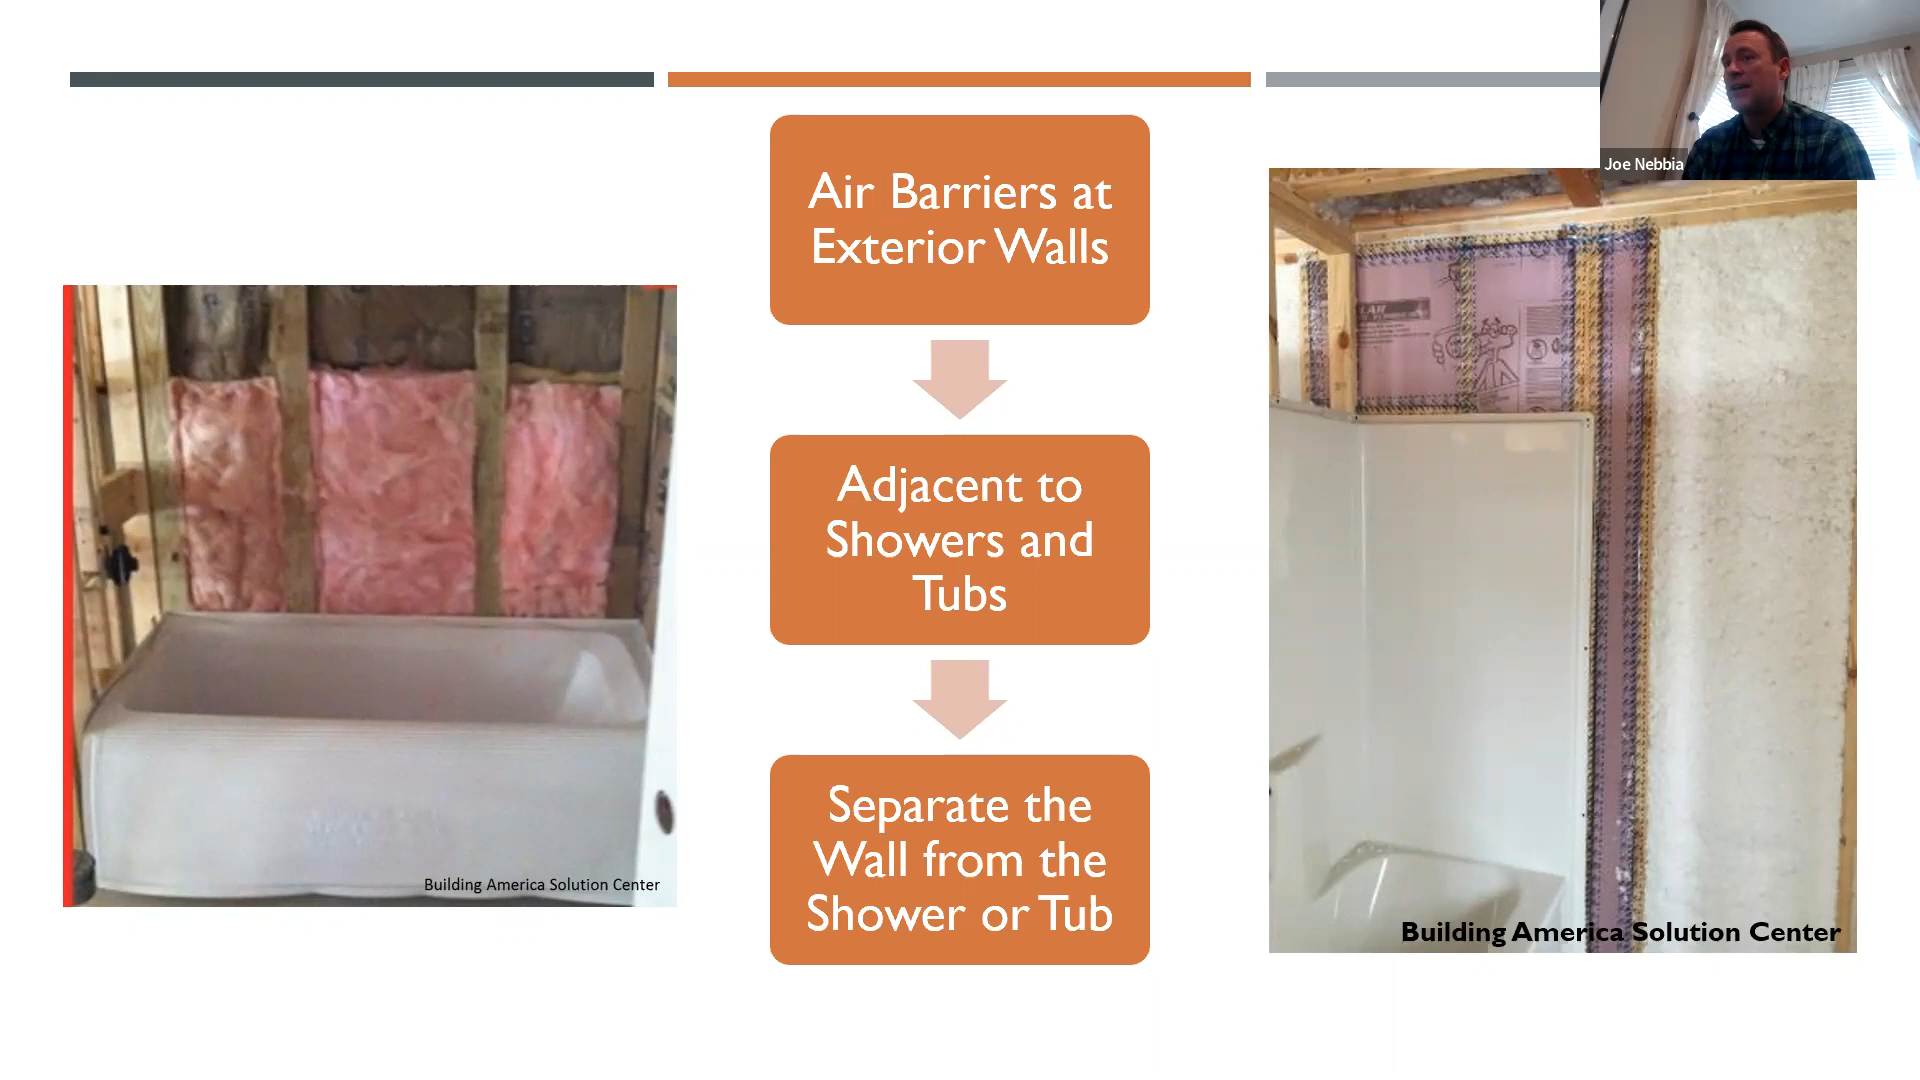 Joe Nebbia
Air Barriers at
Exterior Walls
Adjacent to
Showers and
Tubs
Separate the
Wall from the
Shower or Tub
Building America Solution Center
Building America Solution Center